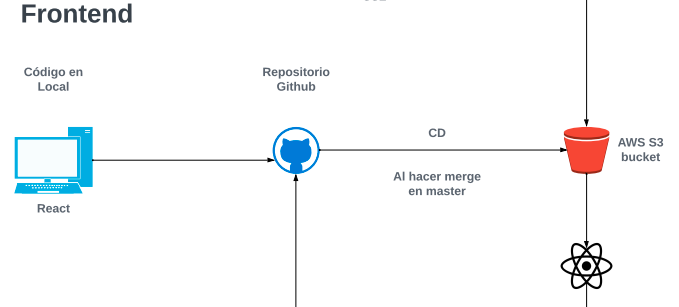 Frontend
Código en
Local
Repositorio
Github
CD
AWS S3
bucket
Al hacer merge
en master
React